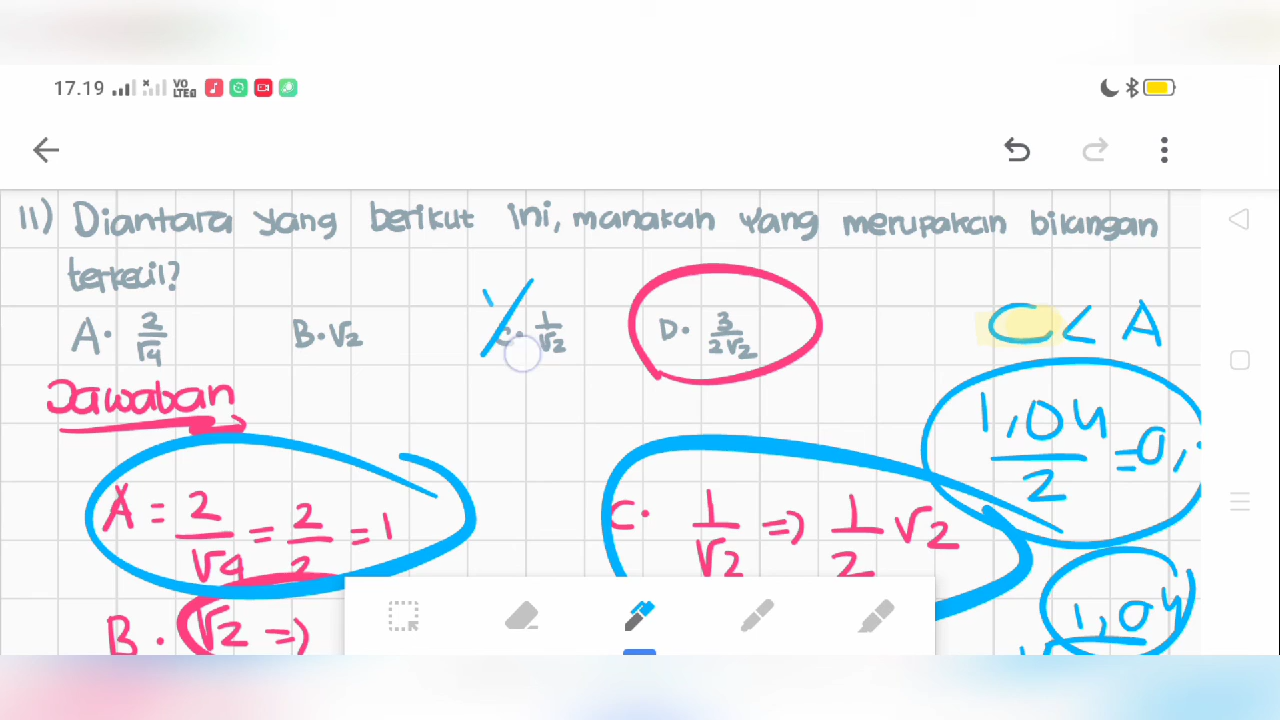 17.19 VO LTE
11) Diantara yang berikut ini, manakah yang merupakan bilangan
terkecil?
A. 2/√4 B. √2 C. 1/√2 D. 3/2√2
C < A
Jawaban
1,04/2 = 0,
A = 2/√4 = 2/2 = 1
C. 1/√2 => 1/2 √2
B. √2 =>
1,04